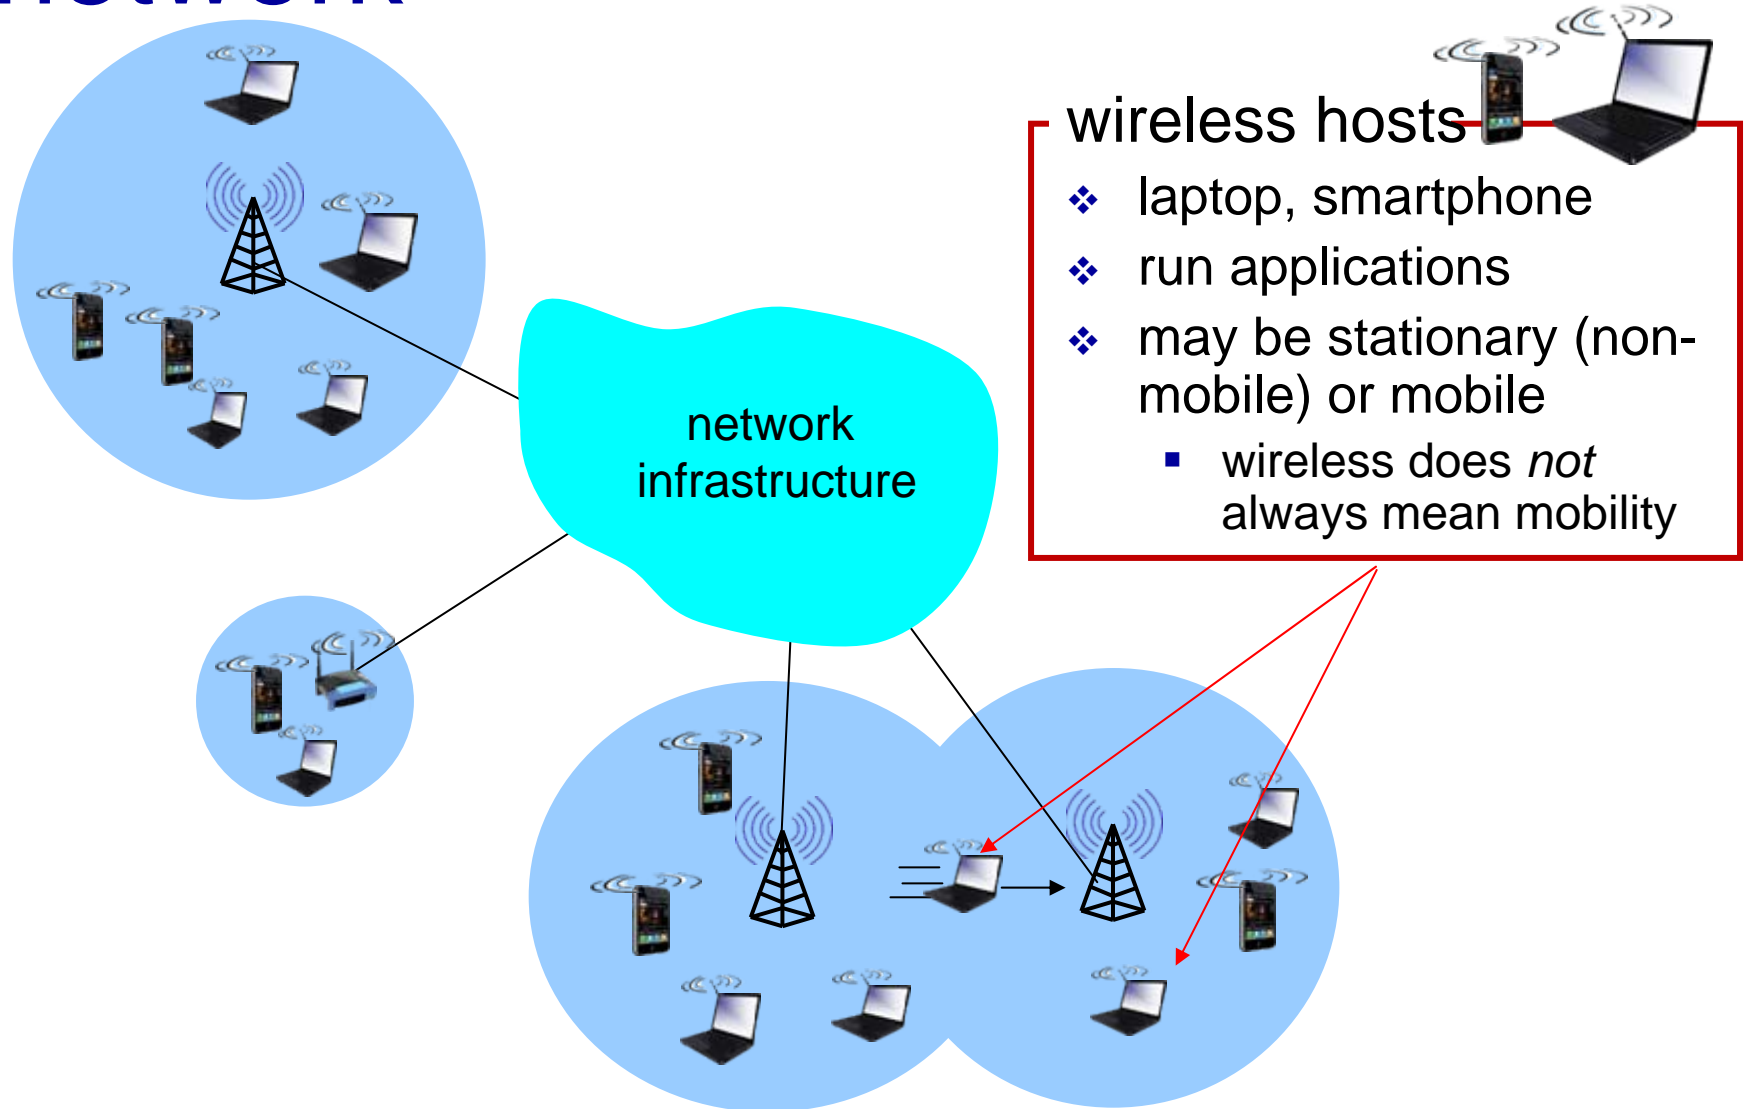 network
wireless hosts
❖ laptop, smartphone
❖ run applications
❖ may be stationary (non-
mobile) or mobile
▪ wireless does not
always mean mobility
network
infrastructure